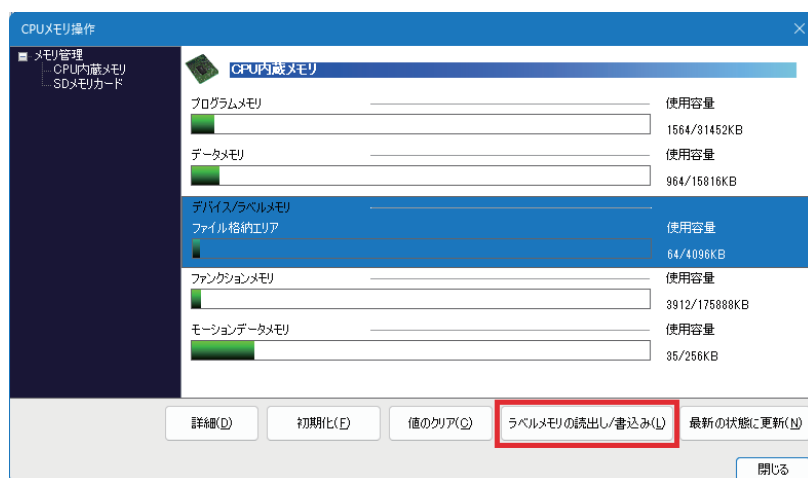 CPUメモリ操作
メモリ管理
CPU内蔵メモリ
SDメモリカード
CPU内蔵メモリ
プログラムメモリ
使用容量
1564/31452KB
データメモリ
使用容量
964/15816KB
デバイス/ラベルメモリ
ファイル格納エリア
使用容量
64/4096KB
ファンクションメモリ
使用容量
3912/175888KB
モーションデータメモリ
使用容量
35/256KB
詳細(D)
初期化(F)
値のクリア(C)
ラベルメモリの読出し/書込み(L)
最新の状態に更新(N)
閉じる